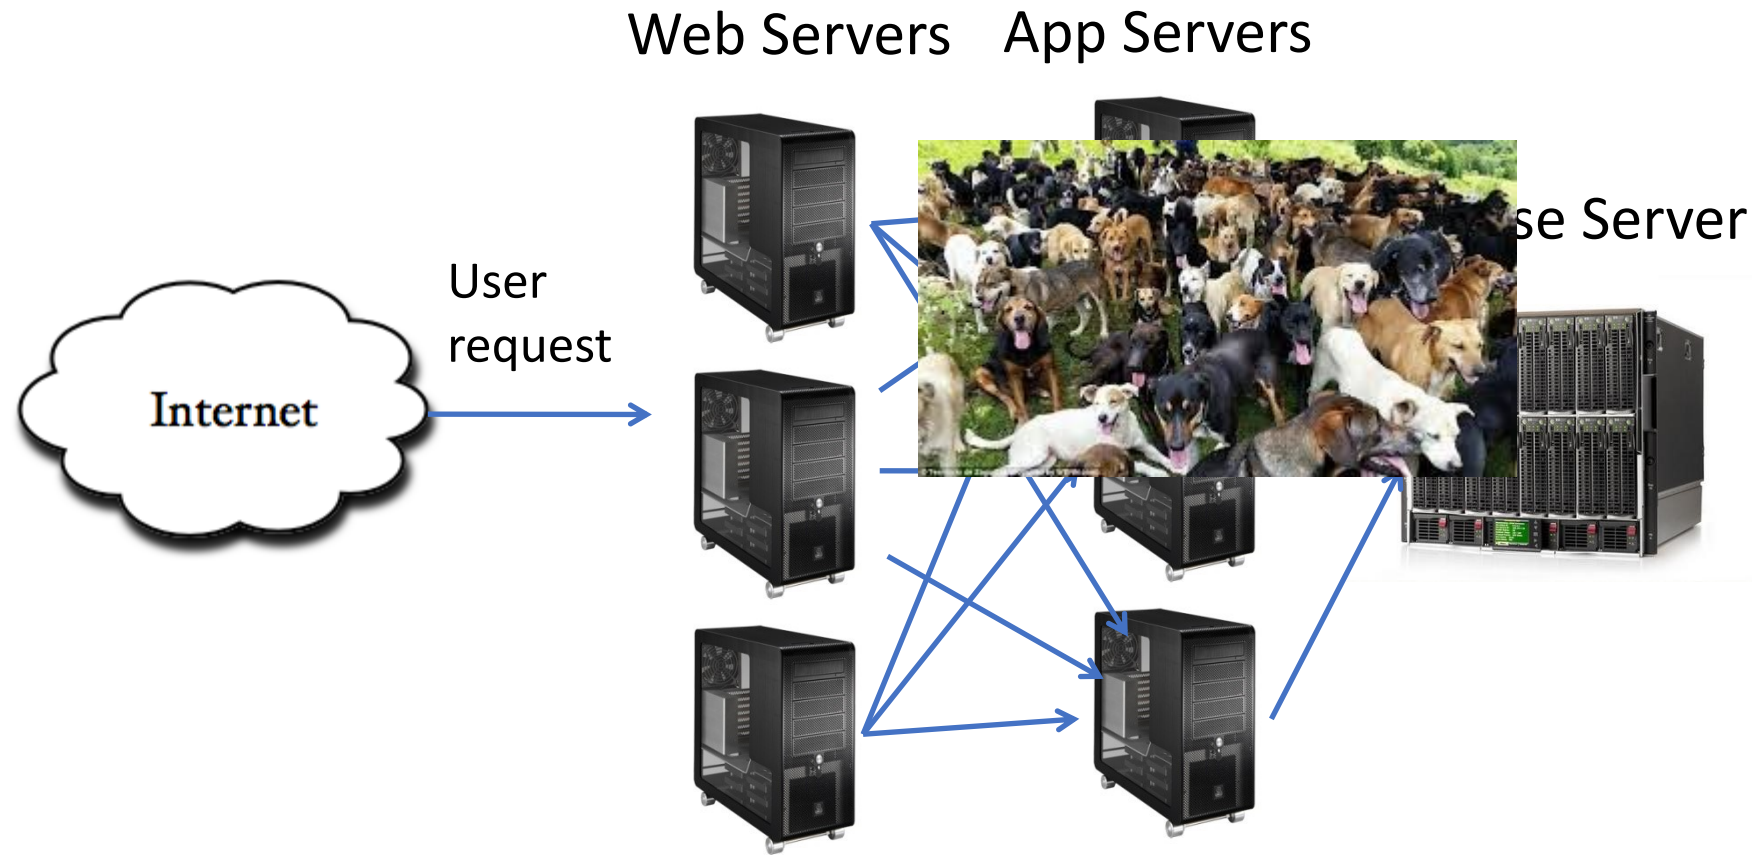 Web Servers
App Servers
se Server
User
request
Internet